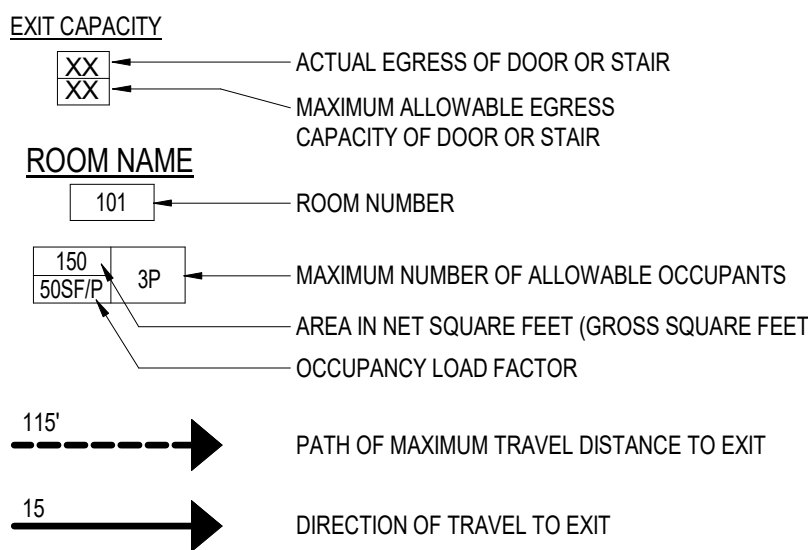 EXIT CAPACITY
XX
ACTUAL EGRESS OF DOOR OR STAIR
XX
MAXIMUM ALLOWABLE EGRESS
CAPACITY OF DOOR OR STAIR
ROOM NAME
101
ROOM NUMBER
150
50SF/P
3P
MAXIMUM NUMBER OF ALLOWABLE OCCUPANTS
AREA IN NET SQUARE FEET (GROSS SQUARE FEET
OCCUPANCY LOAD FACTOR
115'
PATH OF MAXIMUM TRAVEL DISTANCE TO EXIT
15
DIRECTION OF TRAVEL TO EXIT